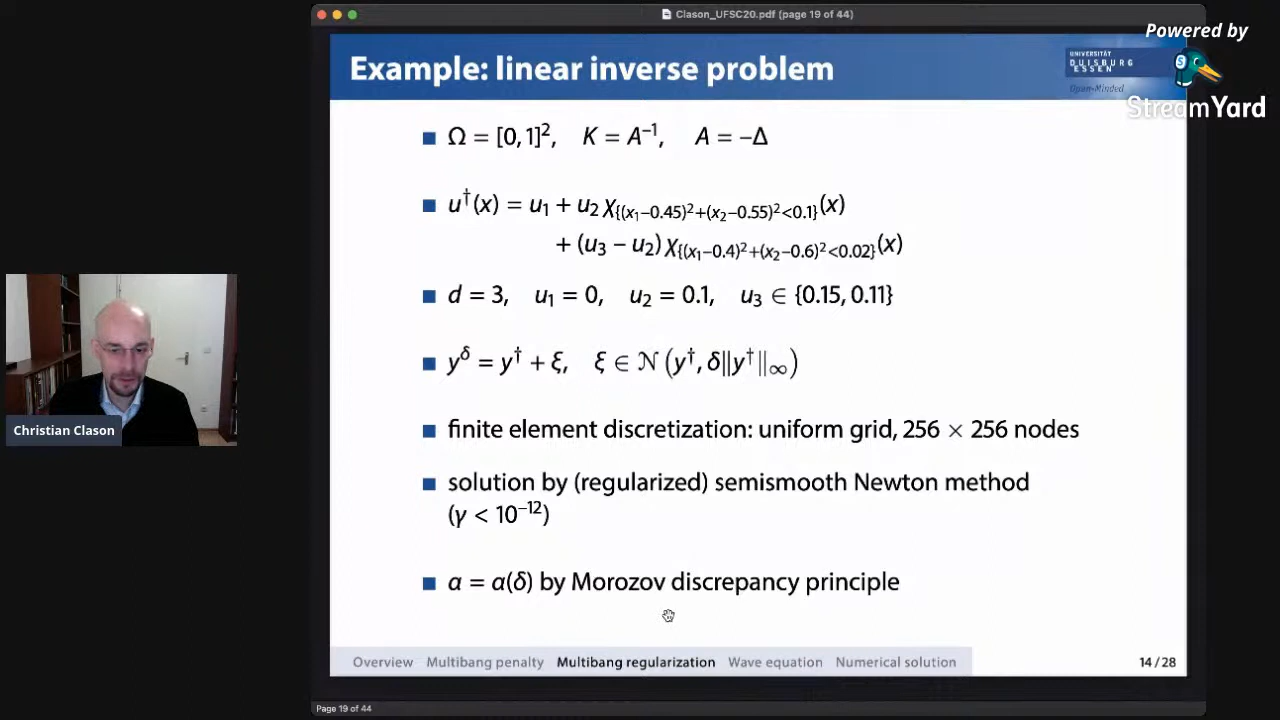 Clason_UFSC20.pdf (page 19 of 44)
Powered by
StreamYard
Example: linear inverse problem
UNIVERSITÄT
DUISBURG
ESSEN
Open-Minded
Ω = [0, 1]², K = A⁻¹, A = −Δ
u†(x) = u₁ + u₂ χ_{(x₁−0.45)²+(x₂−0.55)²<0.1}(x)
+ (u₃ − u₂) χ_{(x₁−0.4)²+(x₂−0.6)²<0.02}(x)
d = 3, u₁ = 0, u₂ = 0.1, u₃ ∈ {0.15, 0.11}
y^δ = y† + ξ, ξ ∈ N (y†, δ‖y†‖∞)
finite element discretization: uniform grid, 256 × 256 nodes
solution by (regularized) semismooth Newton method
(γ < 10⁻¹²)
α = α(δ) by Morozov discrepancy principle
Christian Clason
Overview Multibang penalty Multibang regularization Wave equation Numerical solution 14 / 28
Page 19 of 44